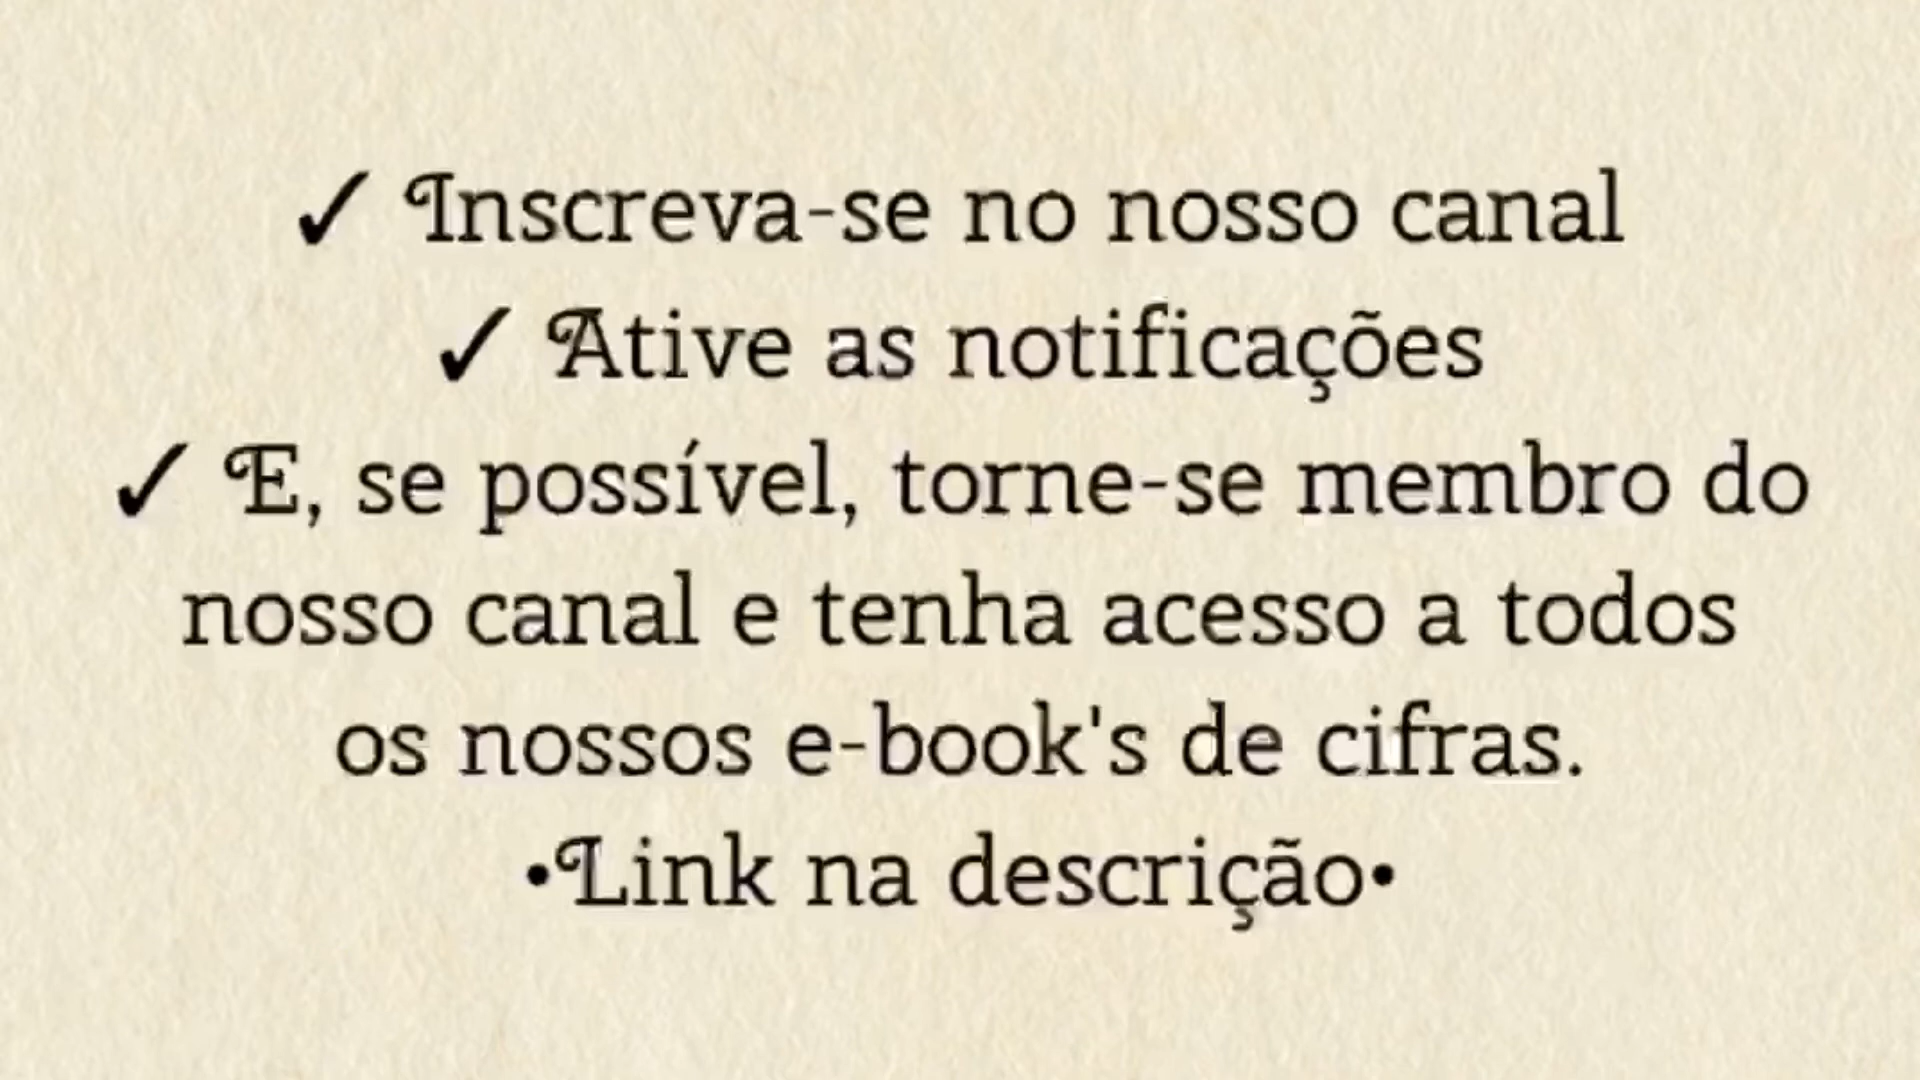 ✓ Inscreva-se no nosso canal
✓ Ative as notificações
✓ E, se possível, torne-se membro do
nosso canal e tenha acesso a todos
os nossos e-book's de cifras.
•Link na descrição•